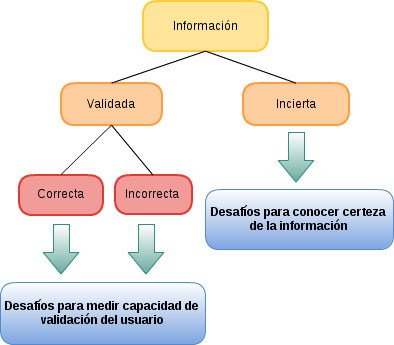 Información
Validada
Incierta
Correcta
Incorrecta
Desafíos para conocer certeza
de la información
Desafíos para medir capacidad de
validación del usuario